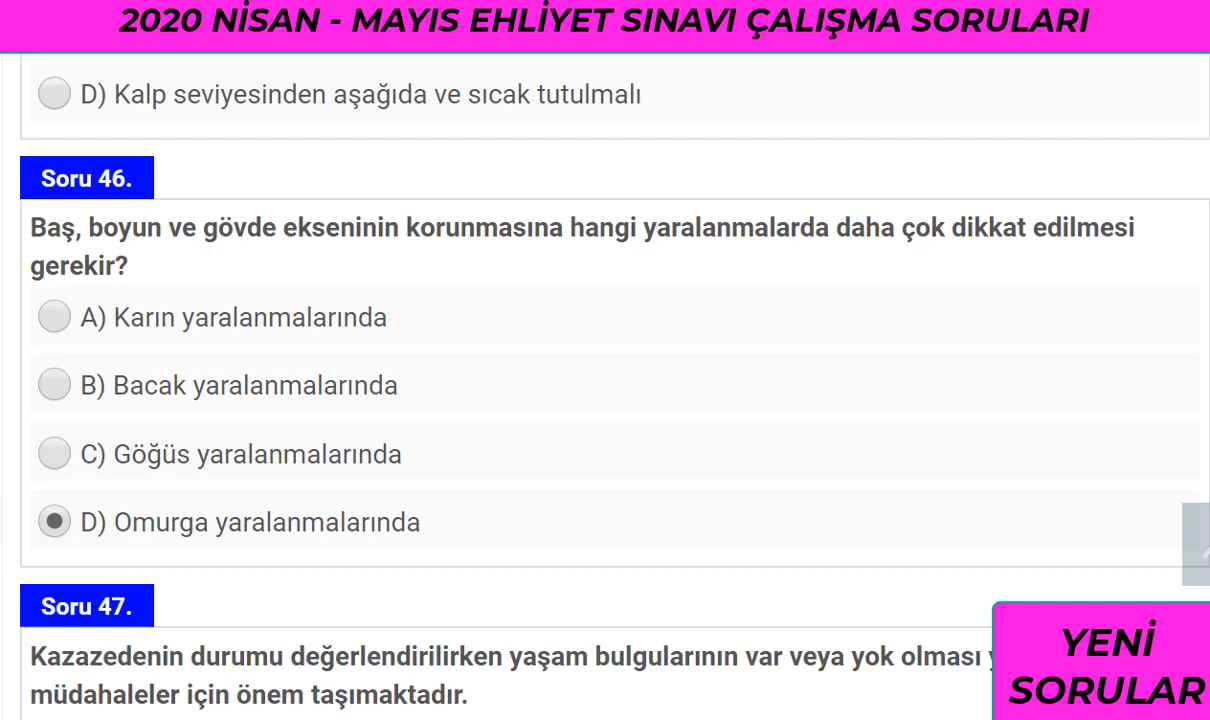 2020 NİSAN - MAYIS EHLİYET SINAVI ÇALIŞMA SORULARI
D) Kalp seviyesinden aşağıda ve sıcak tutulmalı
Soru 46.
Baş, boyun ve gövde ekseninin korunmasına hangi yaralanmalarda daha çok dikkat edilmesi
gerekir?
A) Karın yaralanmalarında
B) Bacak yaralanmalarında
C) Göğüs yaralanmalarında
D) Omurga yaralanmalarında
Soru 47.
Kazazedenin durumu değerlendirilirken yaşam bulgularının var veya yok olması
müdahaleler için önem taşımaktadır.
YENİ
SORULAR